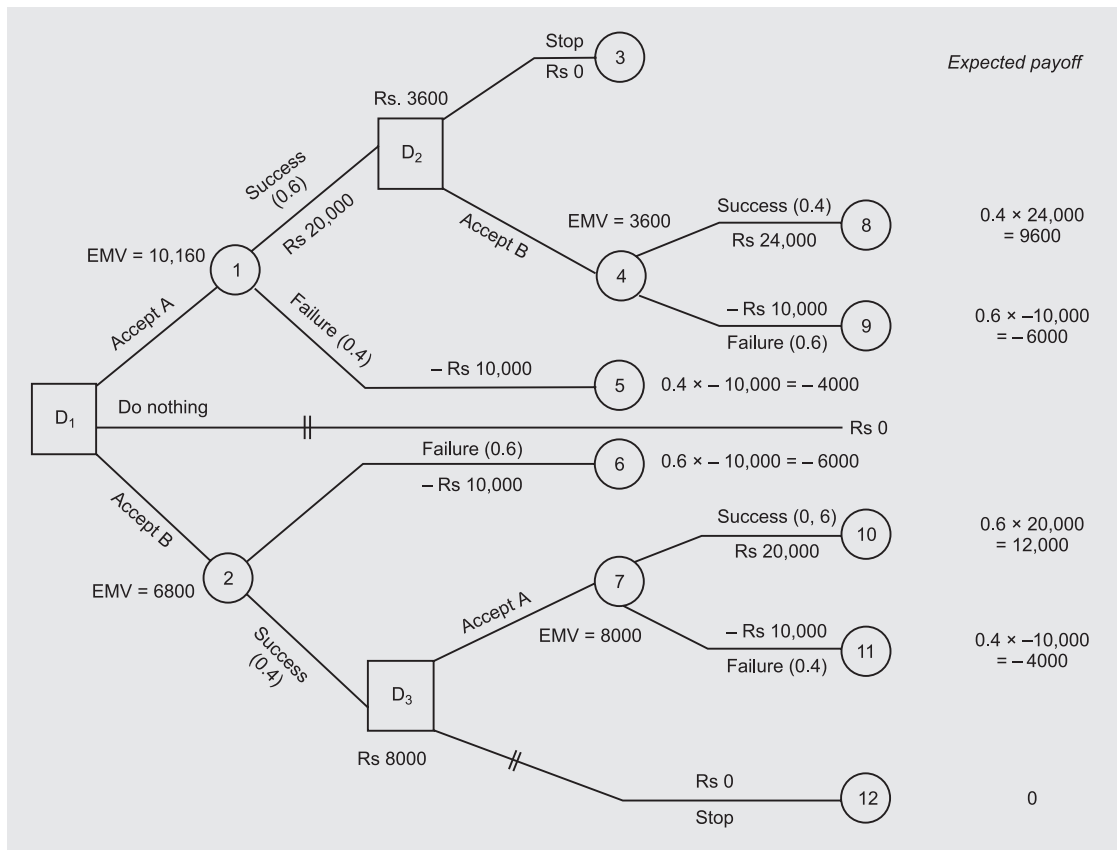 Stop
3
Rs 0
Expected payoff
Rs. 3600
D₂
Success
(0.6)
Rs 20,000
Accept B
EMV = 3600
Success (0.4)
8
Rs 24,000
0.4 × 24,000
= 9600
EMV = 10,160
1
4
Accept A
Failure (0.4)
– Rs 10,000
9
Failure (0.6)
0.6 × –10,000
= – 6000
– Rs 10,000
5
0.4 × – 10,000 = – 4000
D₁
Do nothing
Rs 0
Failure (0.6)
6
0.6 × – 10,000 = – 6000
– Rs 10,000
Accept B
Success (0, 6)
10
Rs 20,000
0.6 × 20,000
= 12,000
2
EMV = 6800
7
Accept A
EMV = 8000
Success
(0.4)
– Rs 10,000
11
Failure (0.4)
0.4 × –10,000
= – 4000
D₃
Rs 8000
Rs 0
12
Stop
0